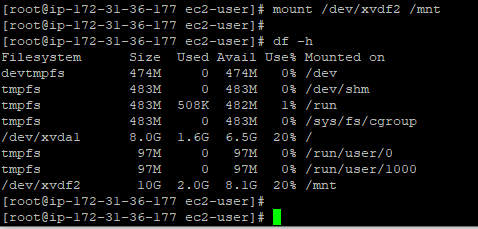 [root@ip-172-31-36-177 ec2-user]# mount /dev/xvdf2 /mnt
[root@ip-172-31-36-177 ec2-user]#
[root@ip-172-31-36-177 ec2-user]# df -h
Filesystem      Size  Used Avail Use% Mounted on
devtmpfs        474M     0  474M   0% /dev
tmpfs           483M     0  483M   0% /dev/shm
tmpfs           483M  508K  482M   1% /run
tmpfs           483M     0  483M   0% /sys/fs/cgroup
/dev/xvda1      8.0G  1.6G  6.5G  20% /
tmpfs            97M     0   97M   0% /run/user/0
tmpfs            97M     0   97M   0% /run/user/1000
/dev/xvdf2       10G  2.0G  8.1G  20% /mnt
[root@ip-172-31-36-177 ec2-user]#
[root@ip-172-31-36-177 ec2-user]#